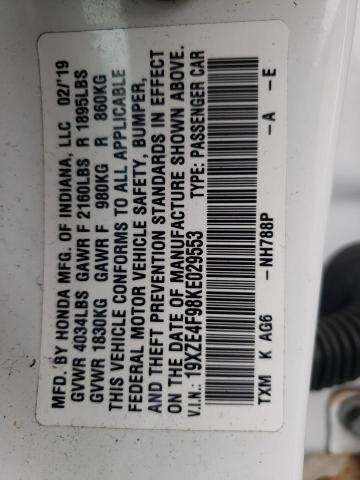 MFD. BY HONDA MFG. OF INDIANA, LLC 02/'19
GVWR 4034LBS GAWR F 2160LBS R 1895LBS
GVWR 1830KG GAWR F 980KG R 860KG
THIS VEHICLE CONFORMS TO ALL APPLICABLE
FEDERAL MOTOR VEHICLE SAFETY, BUMPER,
AND THEFT PREVENTION STANDARDS IN EFFECT
ON THE DATE OF MANUFACTURE SHOWN ABOVE.
V.I.N.: 19XZE4F98KE029553 TYPE: PASSENGER CAR
TXM K AG6 -NH788P -A -E